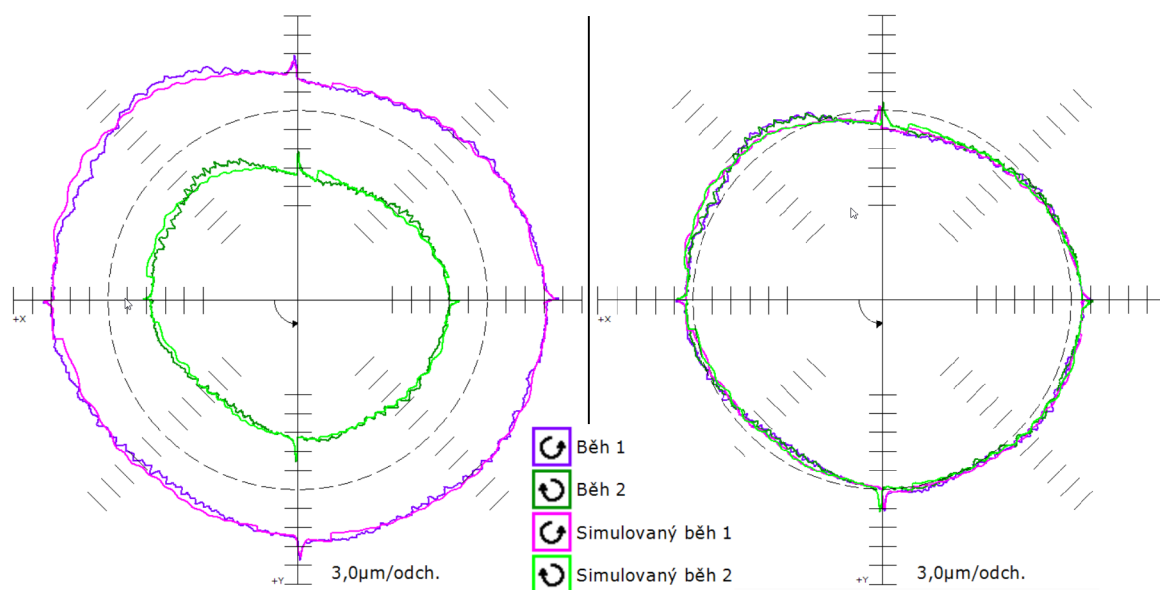 +X
+X
Běh 1
Běh 2
Simulovaný běh 1
Simulovaný běh 2
+Y
3,0µm/odch.
+Y
3,0µm/odch.